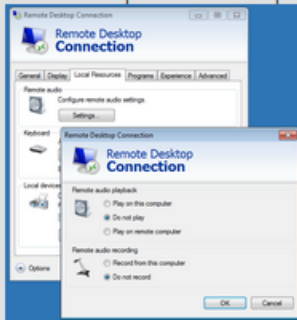 Remote Desktop Connection
Remote Desktop
Connection
General Display Local Resources Programs Experience Advanced
Remote audio
Configure remote audio settings.
Settings...
Keyboard
Local devices
Options
Remote Desktop Connection
Remote Desktop
Connection
Remote audio playback
Play on this computer
Do not play
Play on remote computer
Remote audio recording
Record from this computer
Do not record
OK Cancel